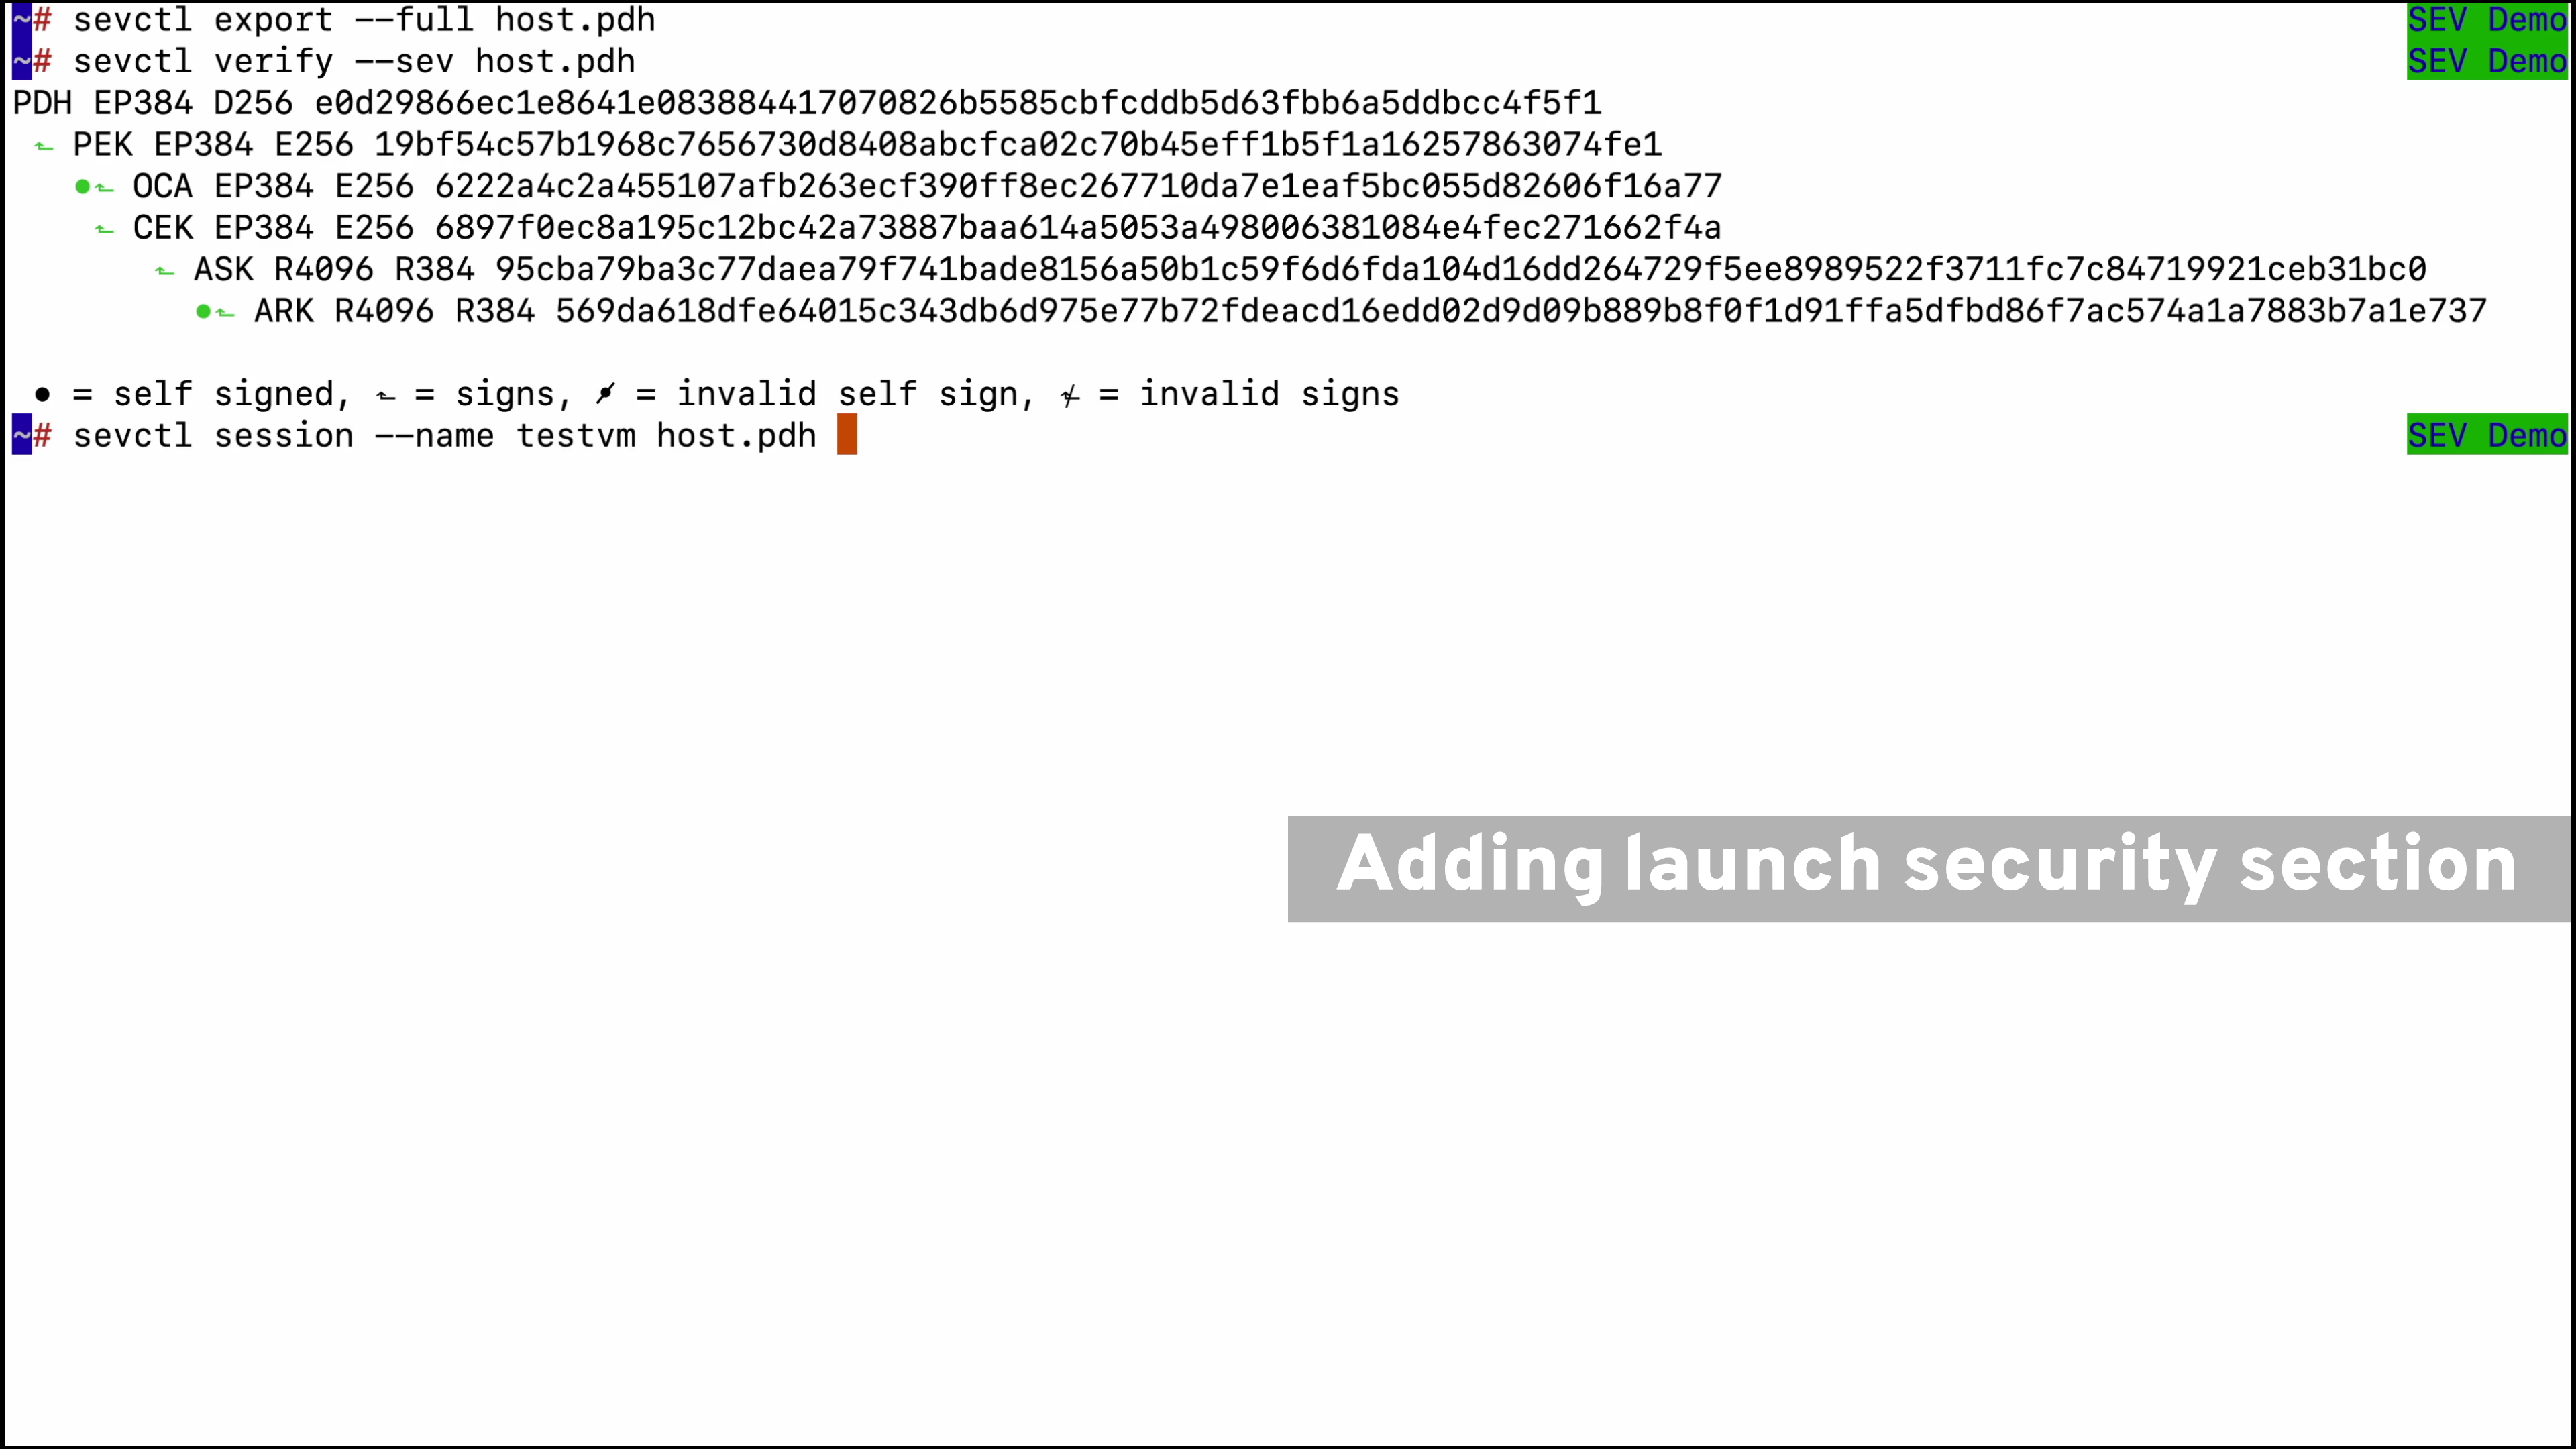 ~# sevctl export --full host.pdh SEV Demo
~# sevctl verify --sev host.pdh SEV Demo
PDH EP384 D256 e0d29866ec1e8641e083884417070826b5585cbfcddb5d63fbb6a5ddbcc4f5f1
⬑ PEK EP384 E256 19bf54c57b1968c7656730d8408abcfca02c70b45eff1b5f1a16257863074fe1
•⬑ OCA EP384 E256 6222a4c2a455107afb263ecf390ff8ec267710da7e1eaf5bc055d82606f16a77
⬑ CEK EP384 E256 6897f0ec8a195c12bc42a73887baa614a5053a498006381084e4fec271662f4a
⬑ ASK R4096 R384 95cba79ba3c77daea79f741bade8156a50b1c59f6d6fda104d16dd264729f5ee8989522f3711fc7c84719921ceb31bc0
•⬑ ARK R4096 R384 569da618dfe64015c343db6d975e77b72fdeacd16edd02d9d09b889b8f0f1d91ffa5dfbd86f7ac574a1a7883b7a1e737
• = self signed, ⬑ = signs, •̷ = invalid self sign, ⬑̸ = invalid signs
~# sevctl session --name testvm host.pdh SEV Demo
Adding launch security section